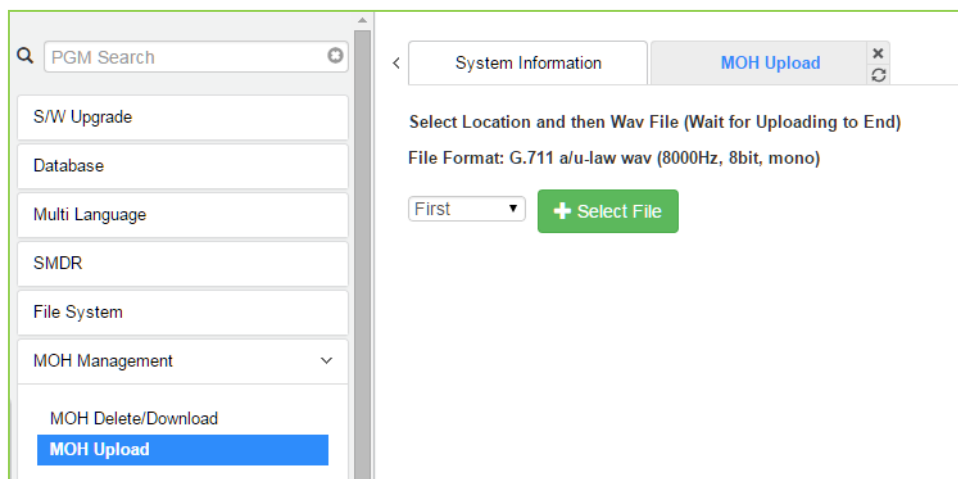 PGM Search
S/W Upgrade
Database
Multi Language
SMDR
File System
MOH Management
MOH Delete/Download
MOH Upload
System Information
MOH Upload
Select Location and then Wav File (Wait for Uploading to End)
File Format: G.711 a/u-law wav (8000Hz, 8bit, mono)
First
Select File